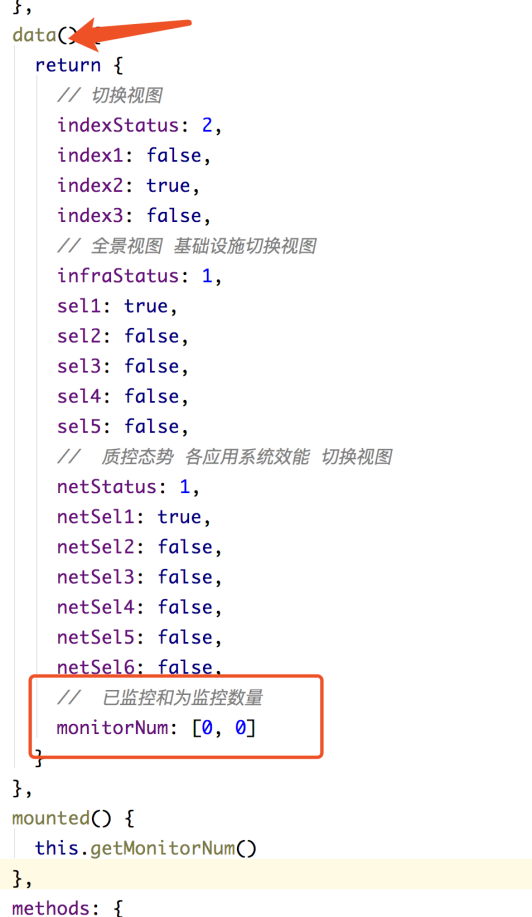 },
data() {
return {
// 切换视图
indexStatus: 2,
index1: false,
index2: true,
index3: false,
// 全景视图 基础设施切换视图
infraStatus: 1,
sel1: true,
sel2: false,
sel3: false,
sel4: false,
sel5: false,
// 质控态势 各应用系统效能 切换视图
netStatus: 1,
netSel1: true,
netSel2: false,
netSel3: false,
netSel4: false,
netSel5: false,
netSel6: false,
// 已监控和为监控数量
monitorNum: [0, 0]
}
},
mounted() {
this.getMonitorNum()
},
methods: {